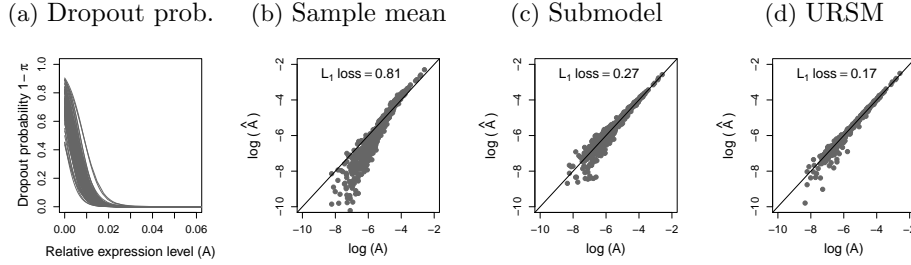 (a) Dropout prob.
(b) Sample mean
(c) Submodel
(d) URSM
Dropout probability 1− π
1.0
0.8
0.6
0.4
0.2
0.0
0.00 0.02 0.04 0.06
Relative expression level (A)
L1 loss = 0.81
log ( Â )
−2
−4
−6
−8
−10
−10 −8 −6 −4 −2
log (A)
L1 loss = 0.27
log ( Â )
−2
−4
−6
−8
−10
−10 −8 −6 −4 −2
log (A)
L1 loss = 0.17
log ( Â )
−2
−4
−6
−8
−10
−10 −8 −6 −4 −2
log (A)